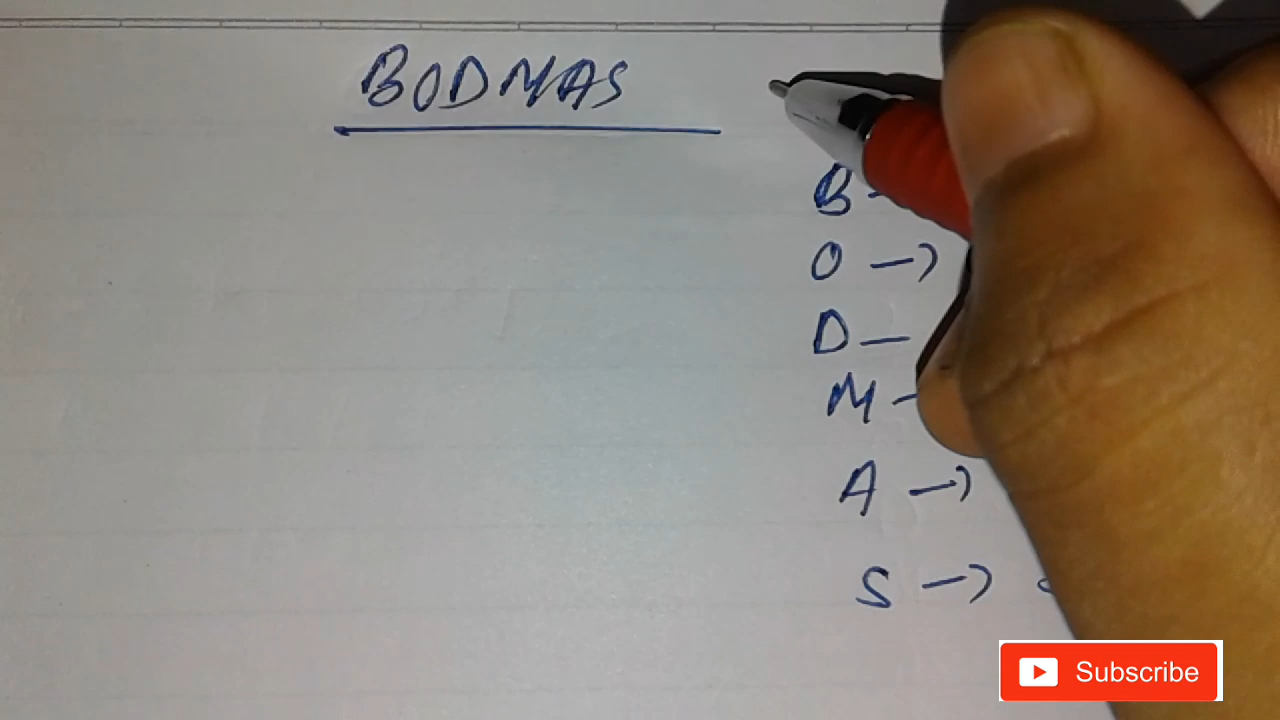 BODMAS
B -
O →
D —
M -
A →
S →
Subscribe